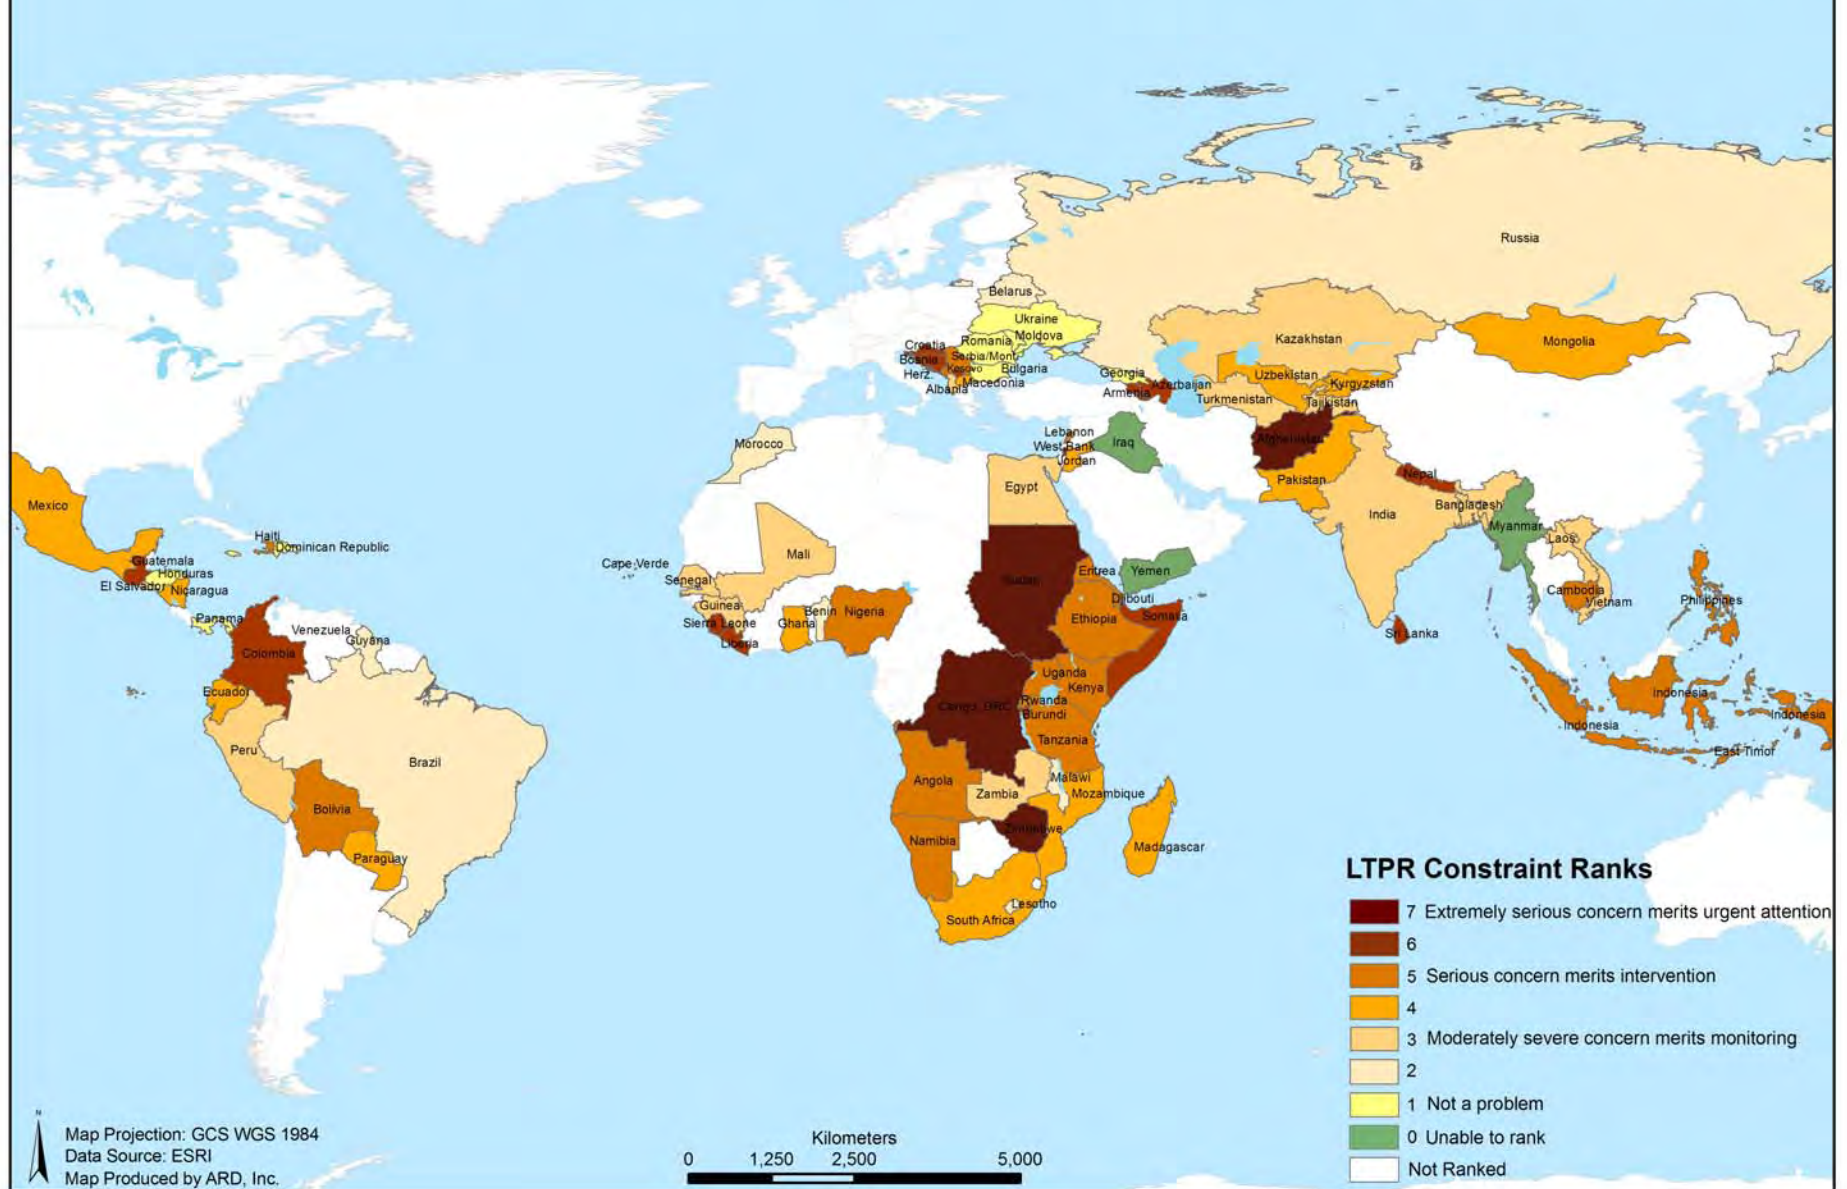 Russia
Belarus
Ukraine
Moldova
Romania
Croatia
Bosnia
Serbia/Mont.
Kosovo
Herz.
Bulgaria
Macedonia
Albania
Georgia
Armenia
Azerbaijan
Kazakhstan
Mongolia
Uzbekistan
Kyrgyzstan
Turkmenistan
Tajikistan
Afghanistan
Morocco
Lebanon
West Bank
Iraq
Jordan
Pakistan
Nepal
Egypt
India
Bangladesh
Myanmar
Laos
Mexico
Haiti
Dominican Republic
Guatemala
Honduras
El Salvador
Nicaragua
Panama
Venezuela
Guyana
Colombia
Ecuador
Cape Verde
Mali
Senegal
Guinea
Sierra Leone
Liberia
Ghana
Benin
Nigeria
Sudan
Eritrea
Yemen
Djibouti
Ethiopia
Somalia
Cambodia
Vietnam
Philippines
Sri Lanka
Uganda
Kenya
Rwanda
Burundi
Congo, DRC
Tanzania
Indonesia
Indonesia
Indonesia
East Timor
Peru
Brazil
Bolivia
Paraguay
Angola
Zambia
Malawi
Mozambique
Zimbabwe
Namibia
Madagascar
Lesotho
South Africa
LTPR Constraint Ranks
7 Extremely serious concern merits urgent attention
6
5 Serious concern merits intervention
4
3 Moderately severe concern merits monitoring
2
1 Not a problem
0 Unable to rank
Not Ranked
N
Map Projection: GCS WGS 1984
Data Source: ESRI
Map Produced by ARD, Inc.
Kilometers
0 1,250 2,500 5,000